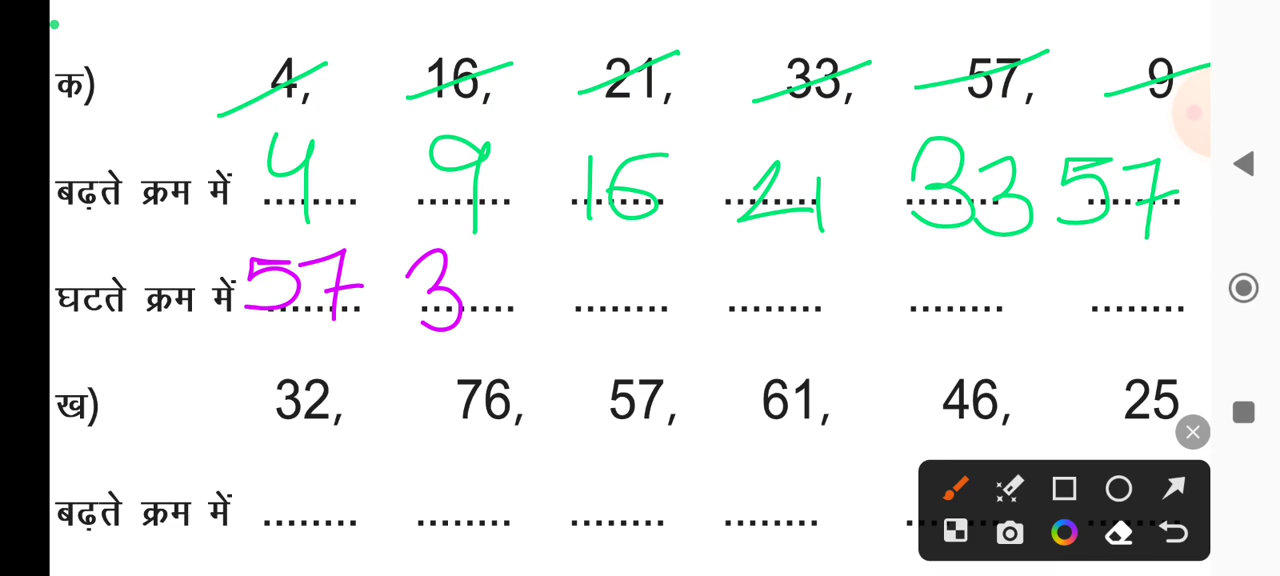 क) 4, 16, 21, 33, 57, 9
बढ़ते क्रम में 4 9 16 21 33 57
घटते क्रम में 57 3 ........ ........ ........ ........
ख) 32, 76, 57, 61, 46, 25
बढ़ते क्रम में ........ ........ ........ ........ ........ ........